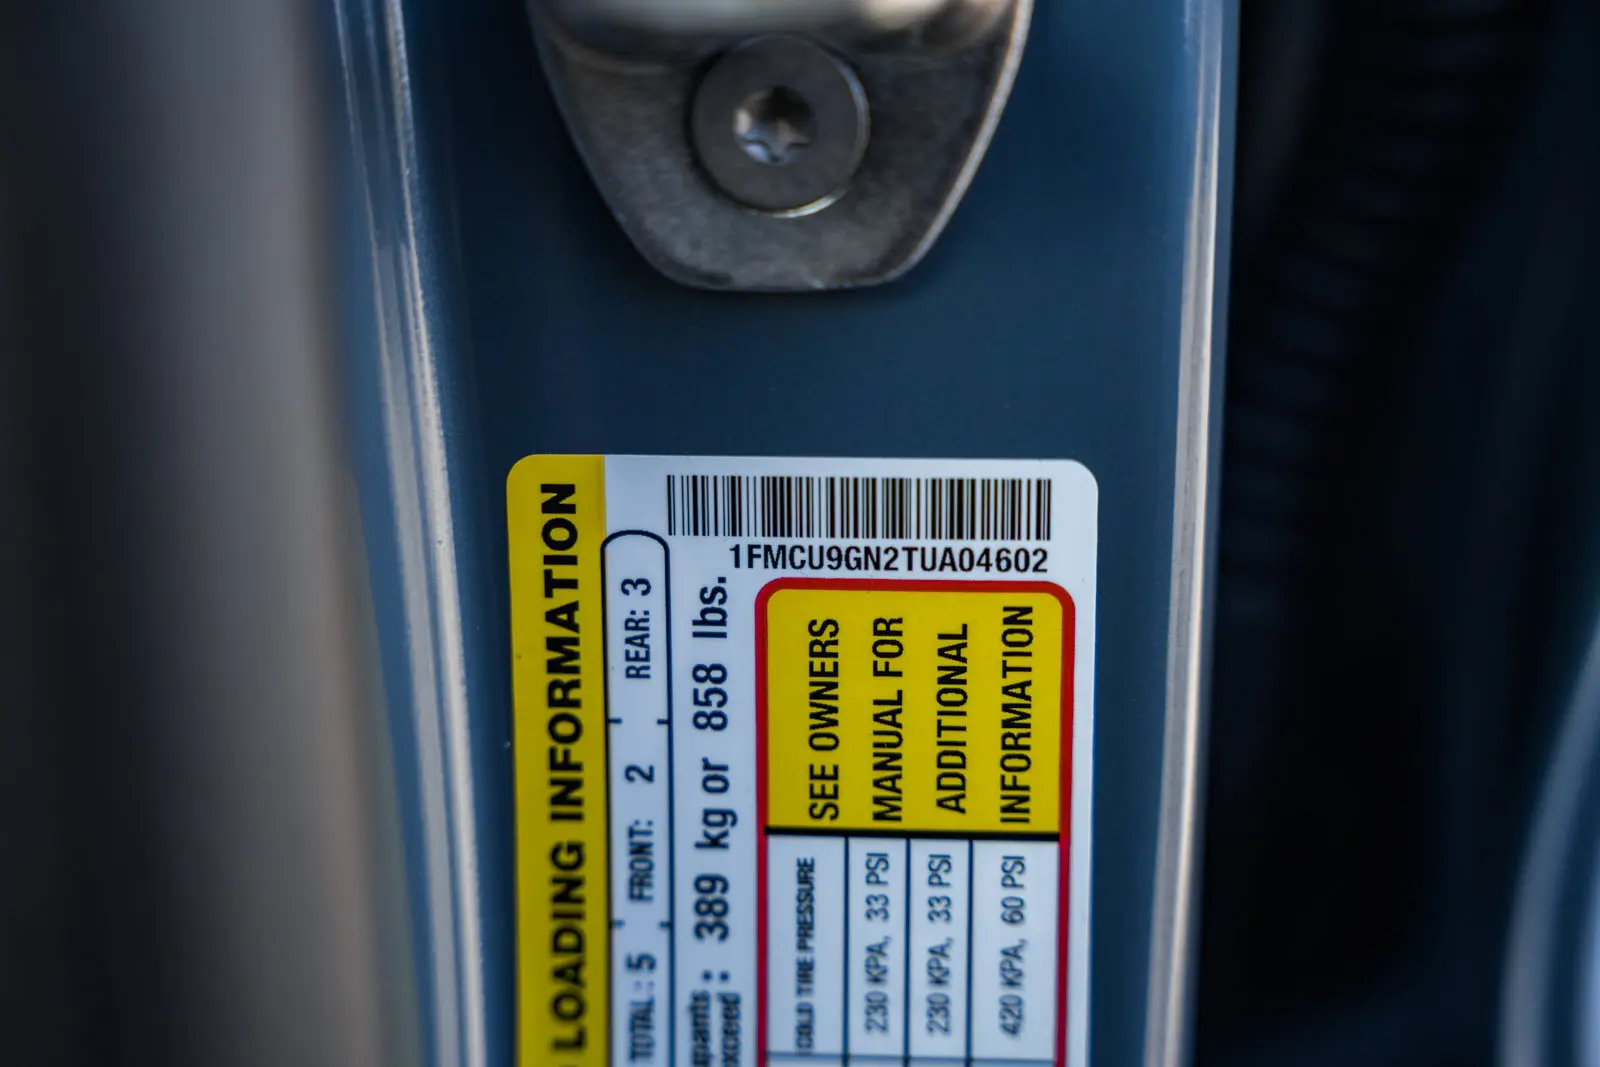 1FMCU9GN2TUA04602
LOADING INFORMATION
TOTAL : 5 FRONT: 2 REAR: 3
: 389 kg or 858 lbs.
COLD TIRE PRESSURE
230 KPA, 33 PSI
230 KPA, 33 PSI
420 KPA, 60 PSI
SEE OWNERS
MANUAL FOR
ADDITIONAL
INFORMATION